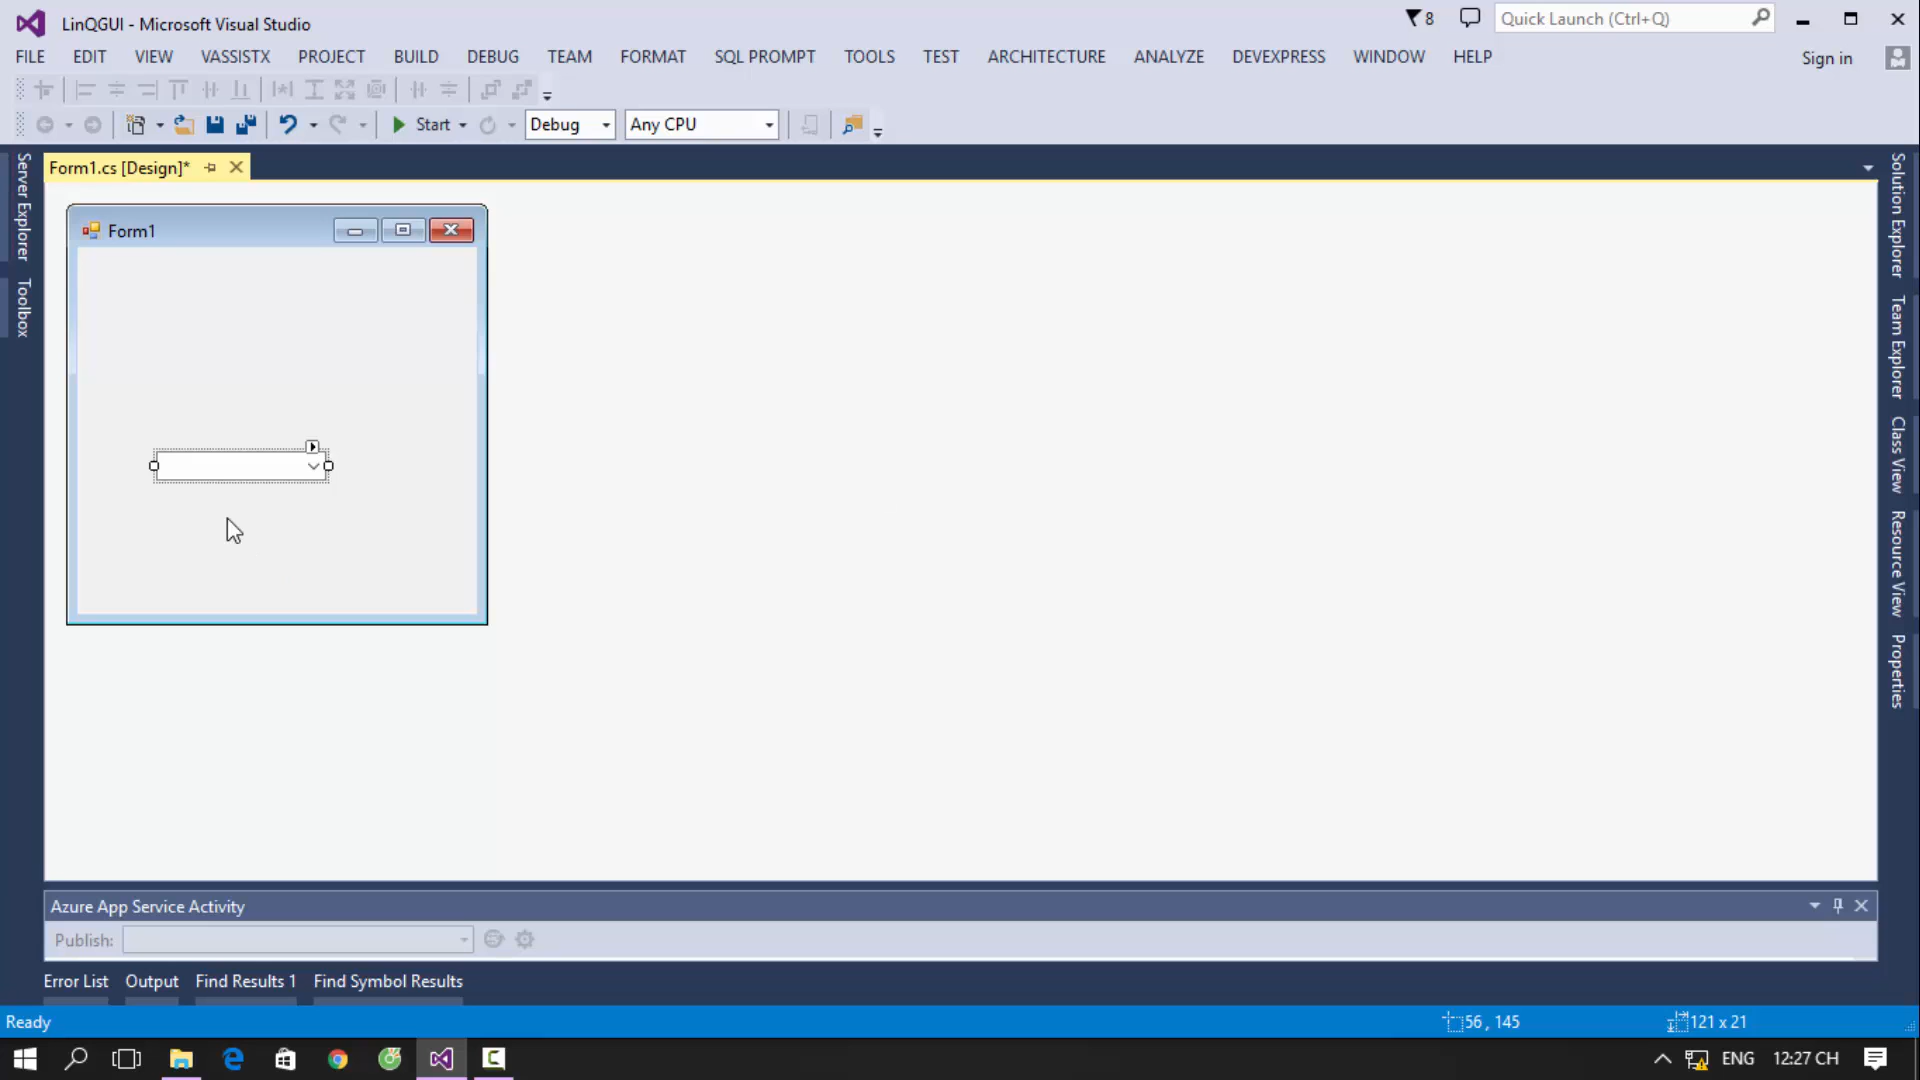 LinQGUI - Microsoft Visual Studio
8
Quick Launch (Ctrl+Q)
FILE EDIT VIEW VASSISTX PROJECT BUILD DEBUG TEAM FORMAT SQL PROMPT TOOLS TEST ARCHITECTURE ANALYZE DEVEXPRESS WINDOW HELP
Sign in
Start
Debug
Any CPU
Form1.cs [Design]*
Server Explorer
Toolbox
Form1
Solution Explorer
Team Explorer
Class View
Resource View
Properties
Azure App Service Activity
Publish:
Error List Output Find Results 1 Find Symbol Results
Ready
56 , 145
121 x 21
ENG 12:27 CH